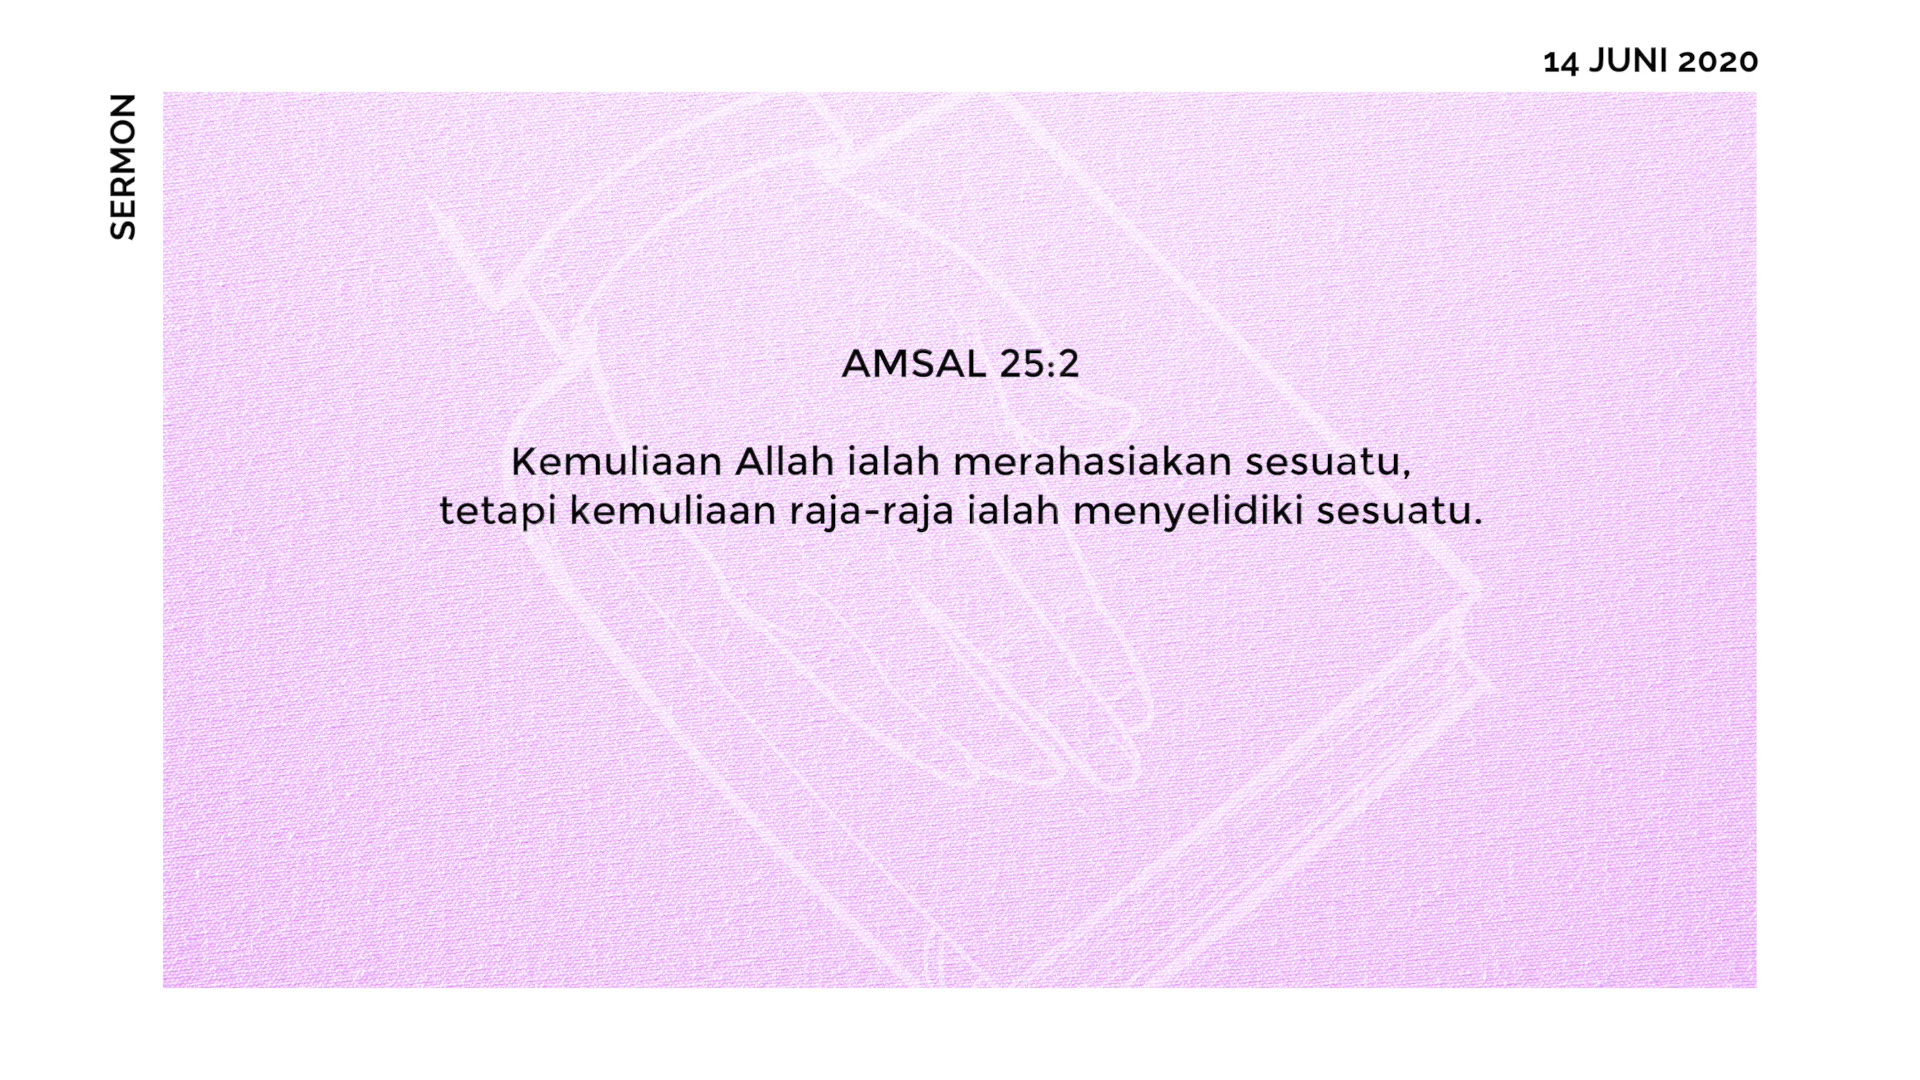 14 JUNI 2020
SERMON
AMSAL 25:2
Kemuliaan Allah ialah merahasiakan sesuatu,
tetapi kemuliaan raja-raja ialah menyelidiki sesuatu.